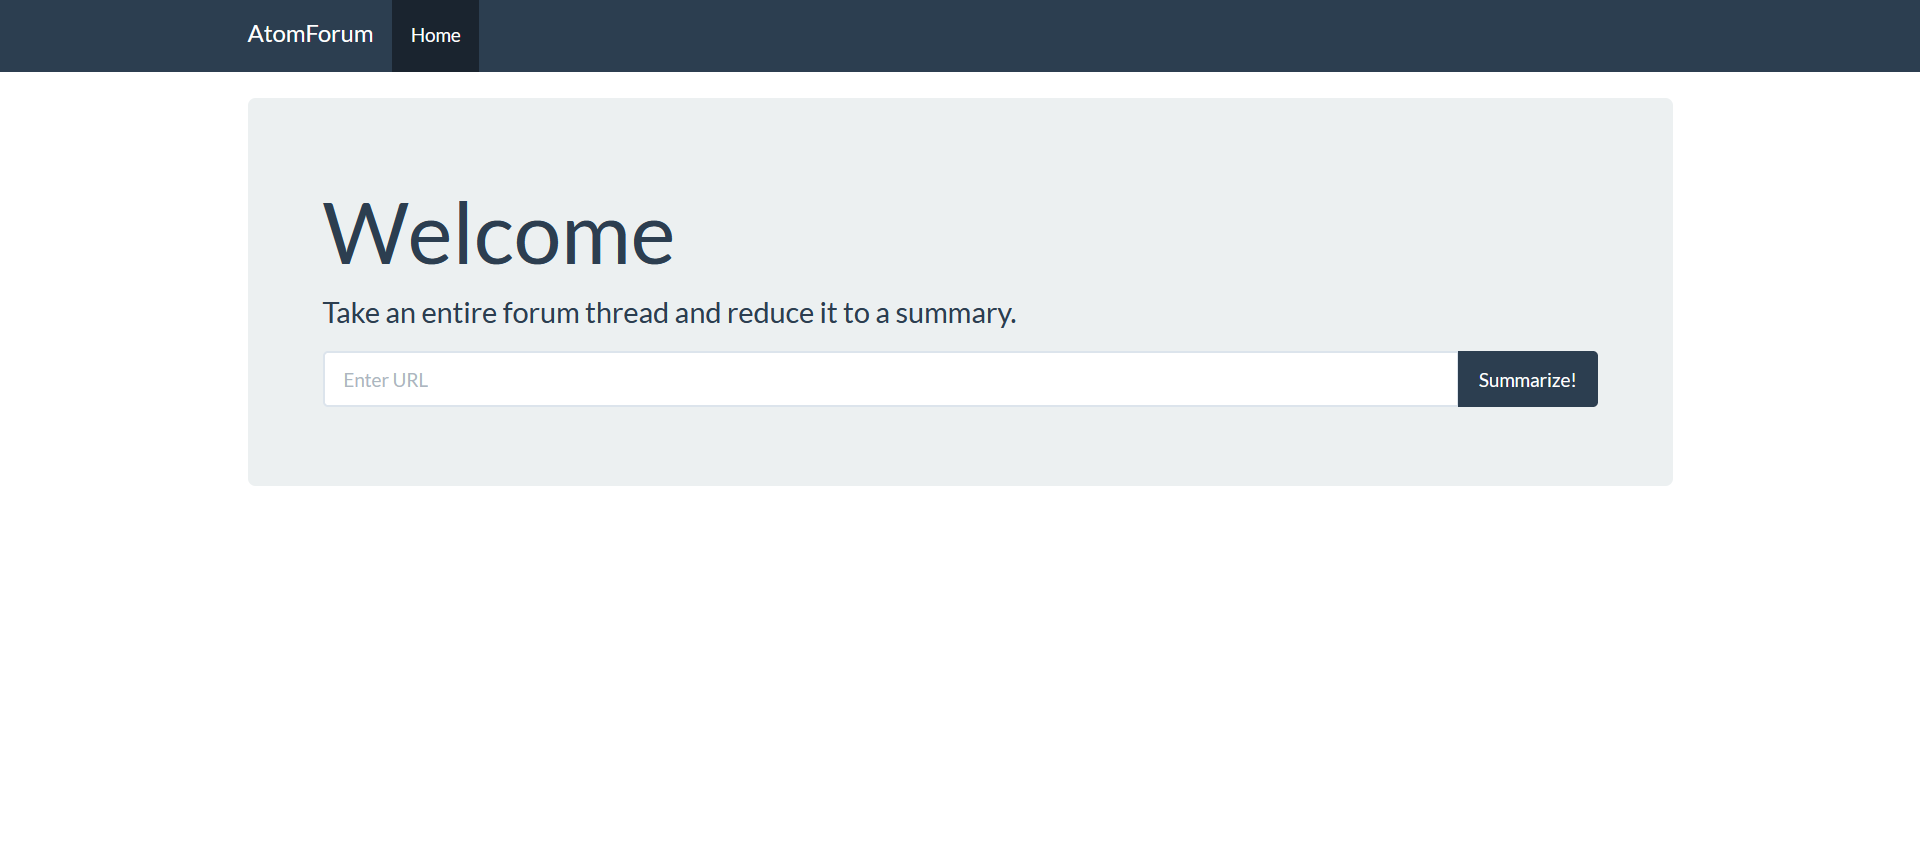 AtomForum Home
Welcome
Take an entire forum thread and reduce it to a summary.
Enter URL Summarize!